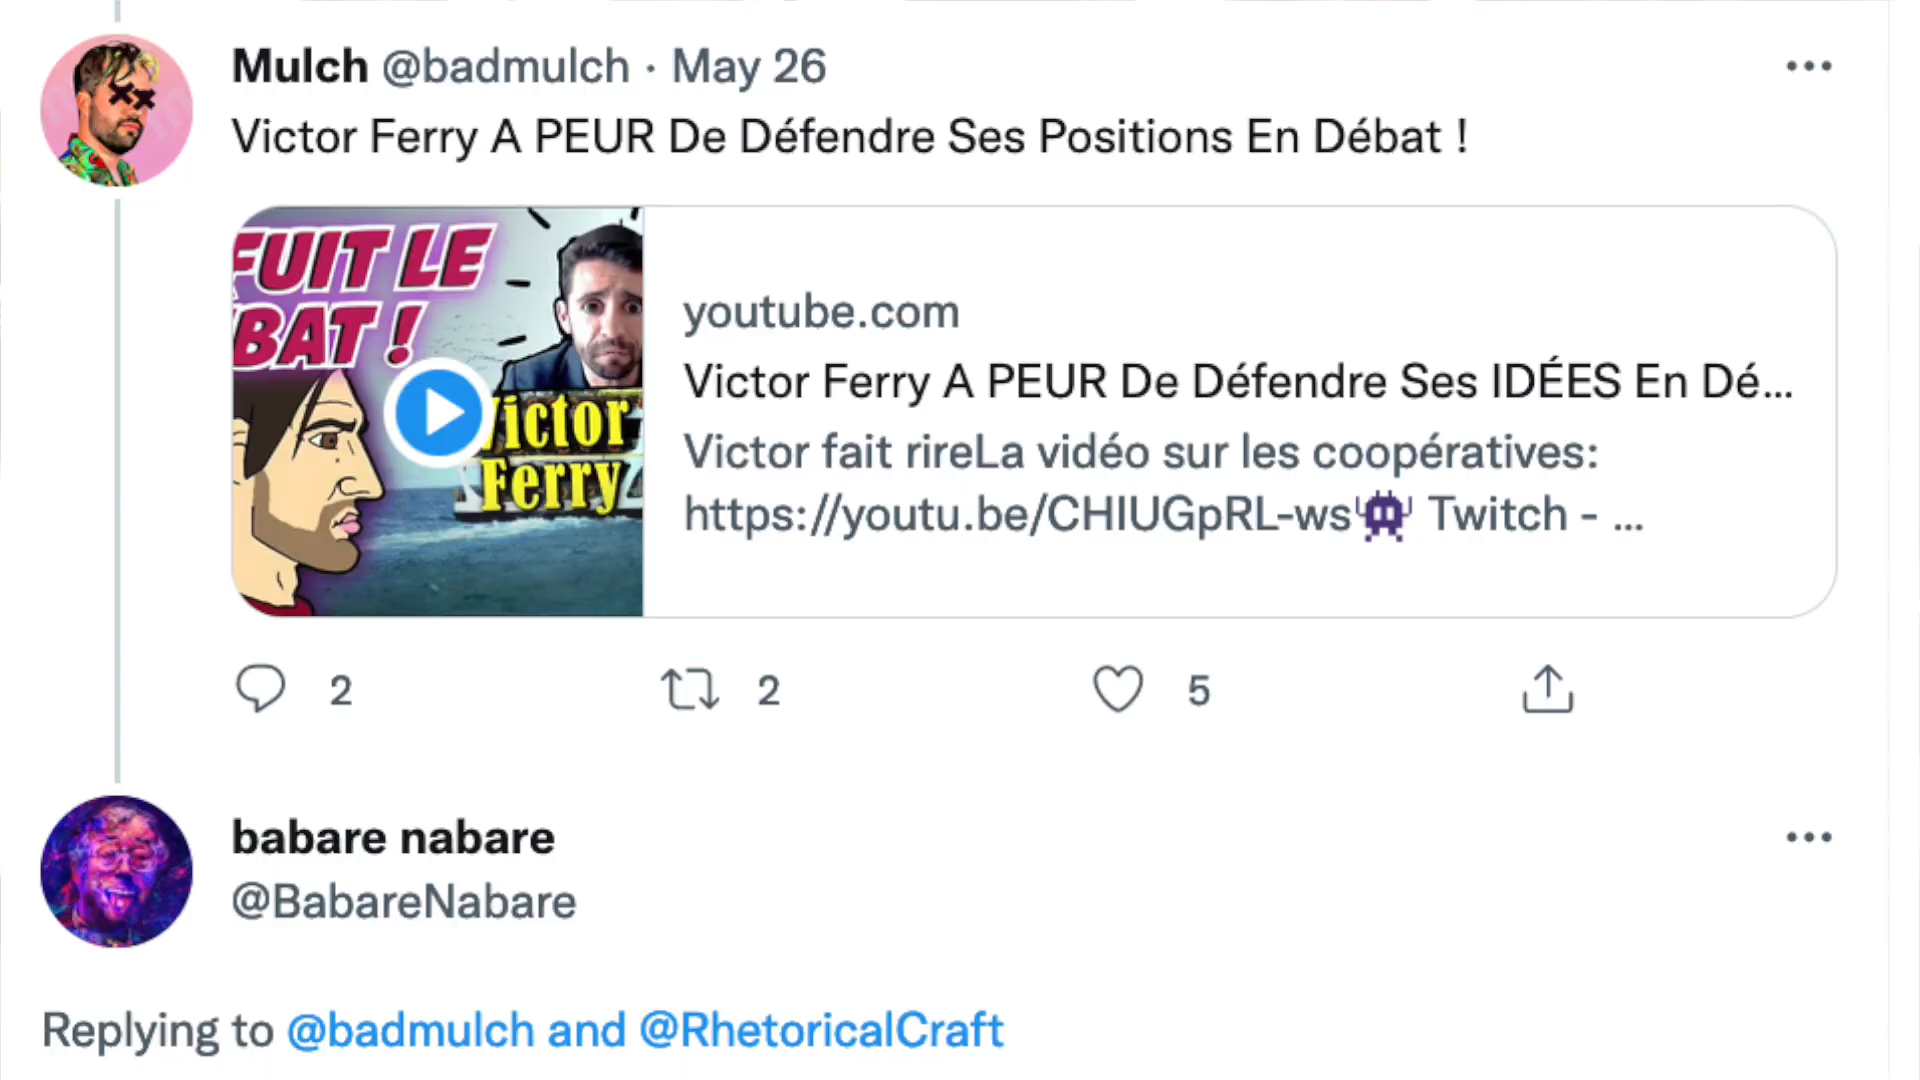 Mulch @badmulch · May 26
Victor Ferry A PEUR De Défendre Ses Positions En Débat !
FUIT LE
BAT !
Victor
Ferry
youtube.com
Victor Ferry A PEUR De Défendre Ses IDÉES En Dé...
Victor fait rireLa vidéo sur les coopératives:
https://youtu.be/CHIUGpRL-ws👾 Twitch - ...
2 2 5
babare nabare
@BabareNabare
Replying to @badmulch and @RhetoricalCraft